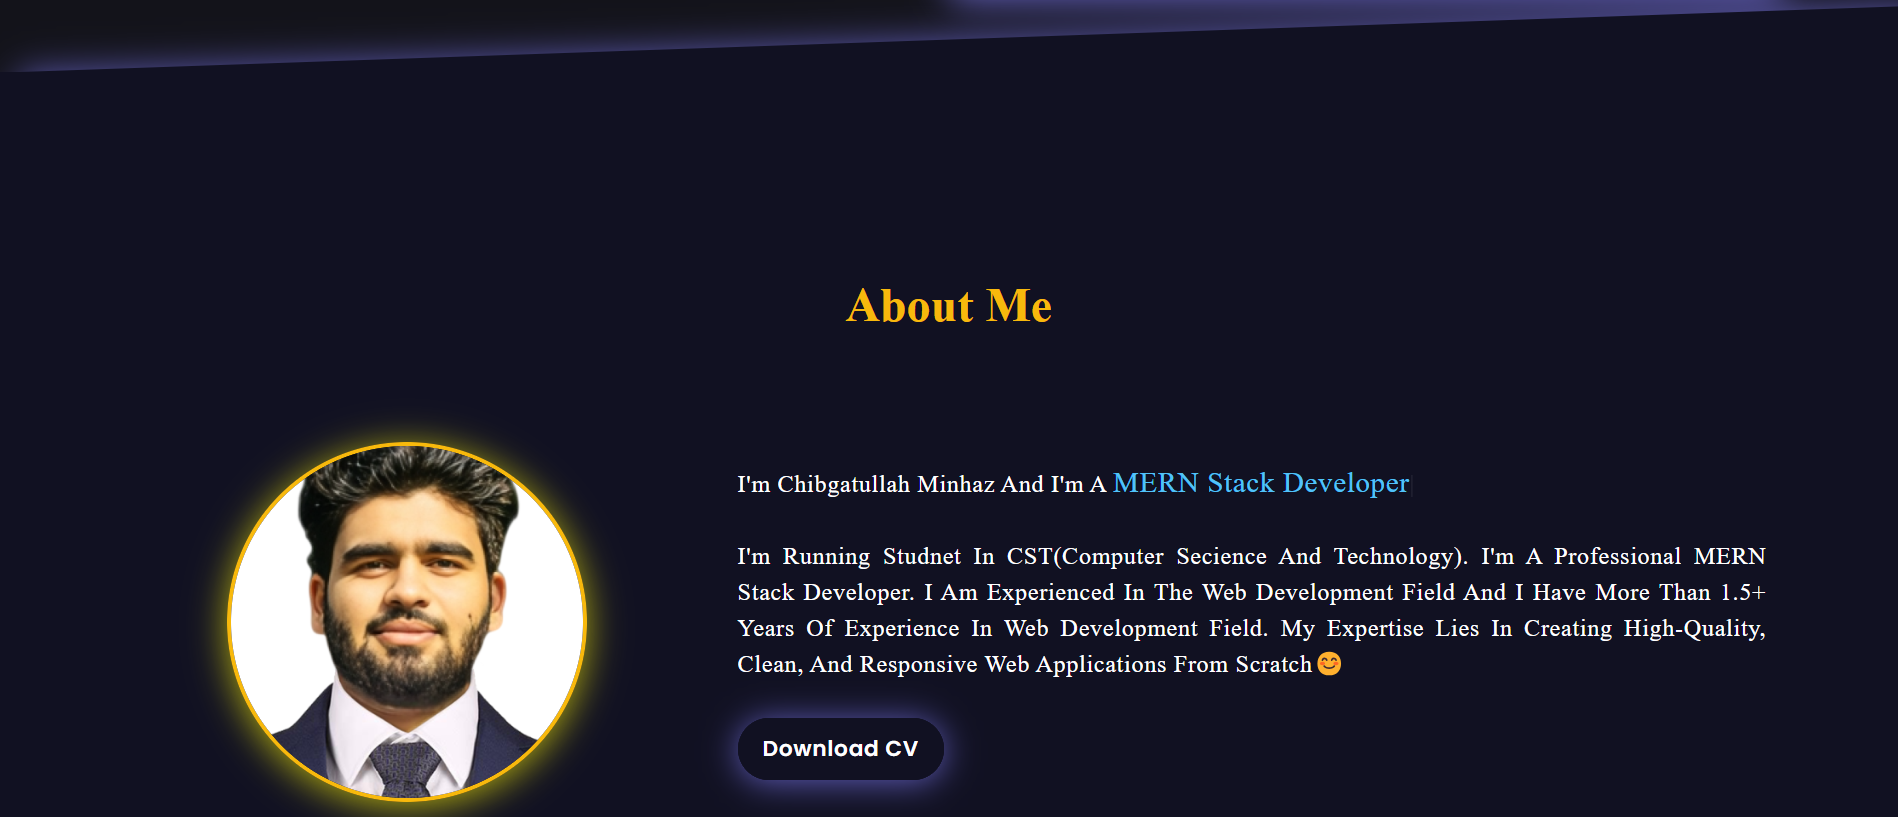 About Me
I'm Chibgatullah Minhaz And I'm A MERN Stack Developer
I'm Running Studnet In CST(Computer Secience And Technology). I'm A Professional MERN
Stack Developer. I Am Experienced In The Web Development Field And I Have More Than 1.5+
Years Of Experience In Web Development Field. My Expertise Lies In Creating High-Quality,
Clean, And Responsive Web Applications From Scratch😊
Download CV